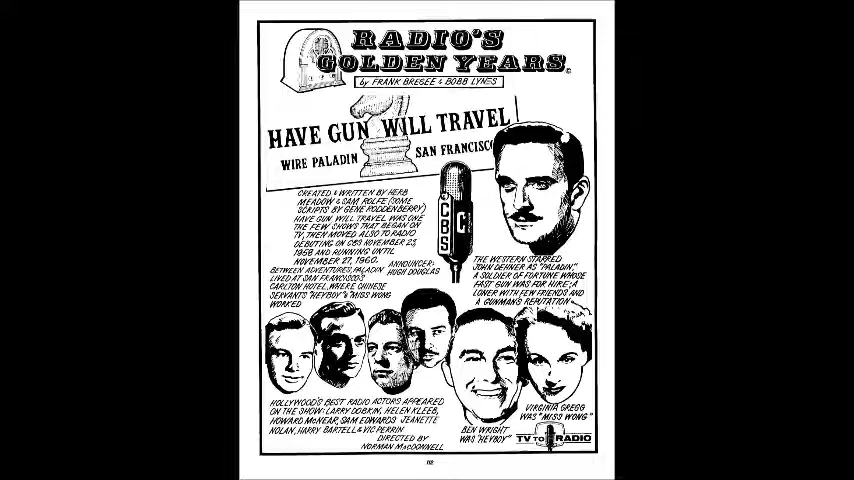 RADIO'S
GOLDEN YEARS
by FRANK BRESEE & BOBB LYNES
HAVE GUN WILL TRAVEL
WIRE PALADIN
SAN FRANCISCO
CREATED & WRITTEN BY HERB
MEADOW & SAM ROLFE (SOME
SCRIPTS BY GENE RODDENBERRY)
HAVE GUN WILL TRAVEL WAS ONE
THE FEW SHOWS THAT BEGAN ON
TV, THEN MOVED ALSO TO RADIO
DEBUTING ON CBS NOVEMBER 23,
1958 AND RUNNING UNTIL
NOVEMBER 27, 1960.
BETWEEN ADVENTURES, PALADIN
LIVED AT SAN FRANCISCO'S
CARLTON HOTEL, WHERE CHINESE
SERVANTS "HEYBOY" & "MISS WONG
WORKED
ANNOUNCER:
HUGH DOUGLAS
CBS
THE WESTERN STARRED
JOHN DEHNER AS "PALADIN,"
A SOLDIER OF FORTUNE WHOSE
FAST GUN WAS FOR HIRE; A
LONER WITH FEW FRIENDS AND
A GUNMAN'S REPUTATION
HOLLYWOOD'S BEST RADIO ACTORS APPEARED
ON THE SHOW: LARRY DOBKIN, HELEN KLEEB,
HOWARD McNEAR, SAM EDWARDS JEANETTE
NOLAN, HARRY BARTELL & VIC PERRIN
DIRECTED BY
NORMAN MACDONNELL
BEN WRIGHT
WAS "HEYBOY"
VIRGINIA GREGG
WAS "MISS WONG"
TV TO RADIO